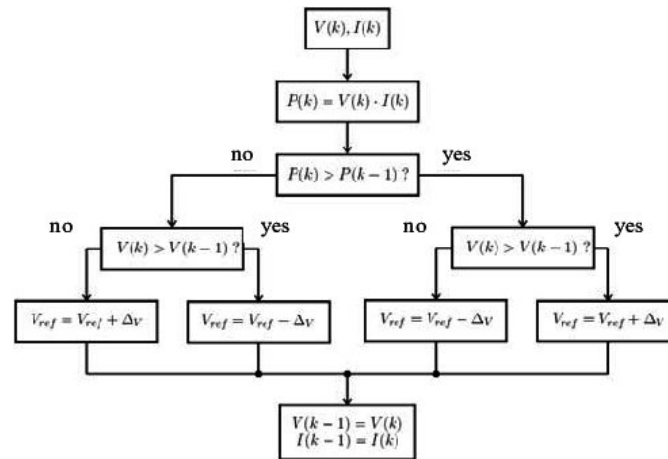 V(k), I(k)
P(k) = V(k) · I(k)
no
yes
P(k) > P(k − 1) ?
no
yes
no
yes
V(k) > V(k − 1) ?
V(k) > V(k − 1) ?
V_ref = V_ref + Δ_V
V_ref = V_ref − Δ_V
V_ref = V_ref − Δ_V
V_ref = V_ref + Δ_V
V(k − 1) = V(k)
I(k − 1) = I(k)